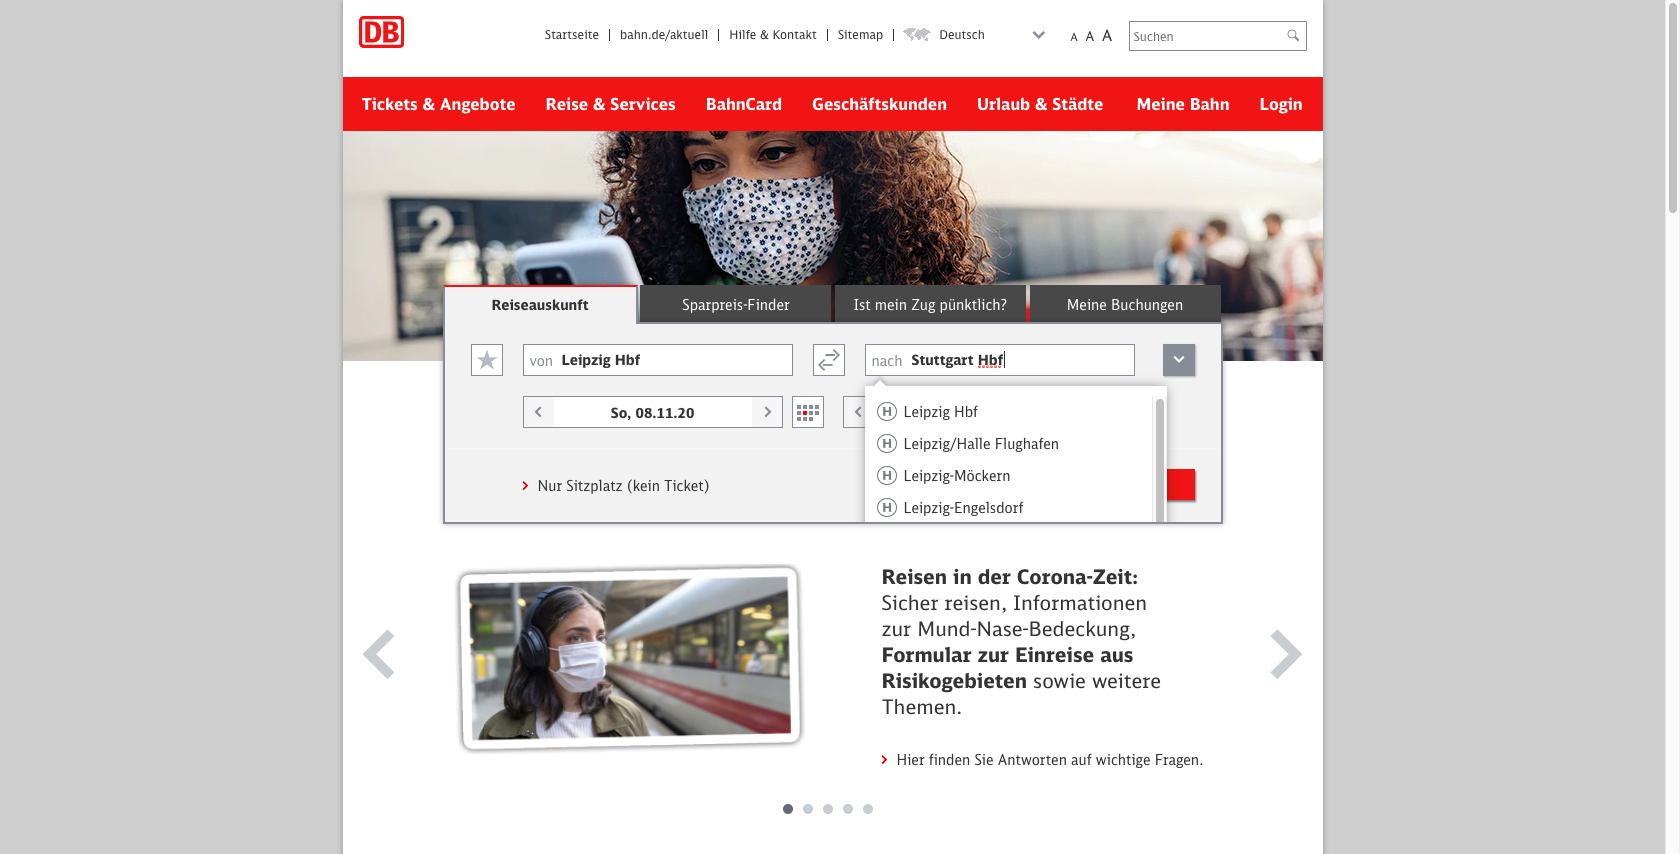 DB
Startseite
bahn.de/aktuell
Hilfe & Kontakt
Sitemap
Deutsch
A A A
Suchen
Tickets & Angebote
Reise & Services
BahnCard
Geschäftskunden
Urlaub & Städte
Meine Bahn
Login
2
Reiseauskunft
Sparpreis-Finder
Ist mein Zug pünktlich?
Meine Buchungen
von Leipzig Hbf
nach Stuttgart Hbf
So, 08.11.20
H Leipzig Hbf
H Leipzig/Halle Flughafen
H Leipzig-Möckern
H Leipzig-Engelsdorf
Nur Sitzplatz (kein Ticket)
Reisen in der Corona-Zeit:
Sicher reisen, Informationen
zur Mund-Nase-Bedeckung,
Formular zur Einreise aus
Risikogebieten sowie weitere
Themen.
Hier finden Sie Antworten auf wichtige Fragen.